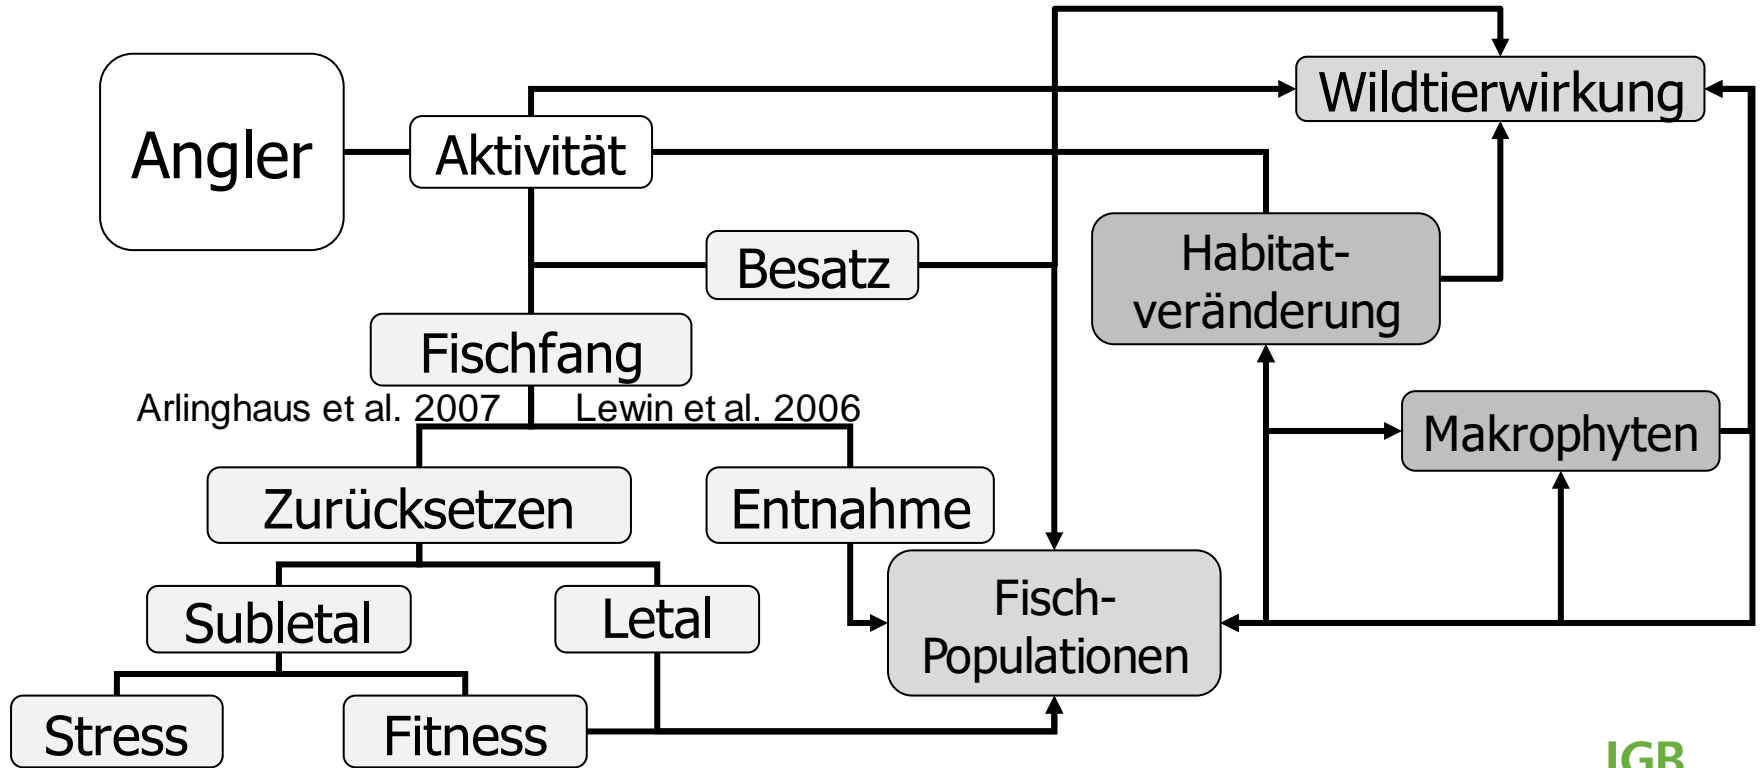 Angler
Aktivität
Wildtierwirkung
Besatz
Habitat-
veränderung
Fischfang
Arlinghaus et al. 2007
Lewin et al. 2006
Makrophyten
Zurücksetzen
Entnahme
Subletal
Letal
Fisch-
Populationen
Stress
Fitness
IGB